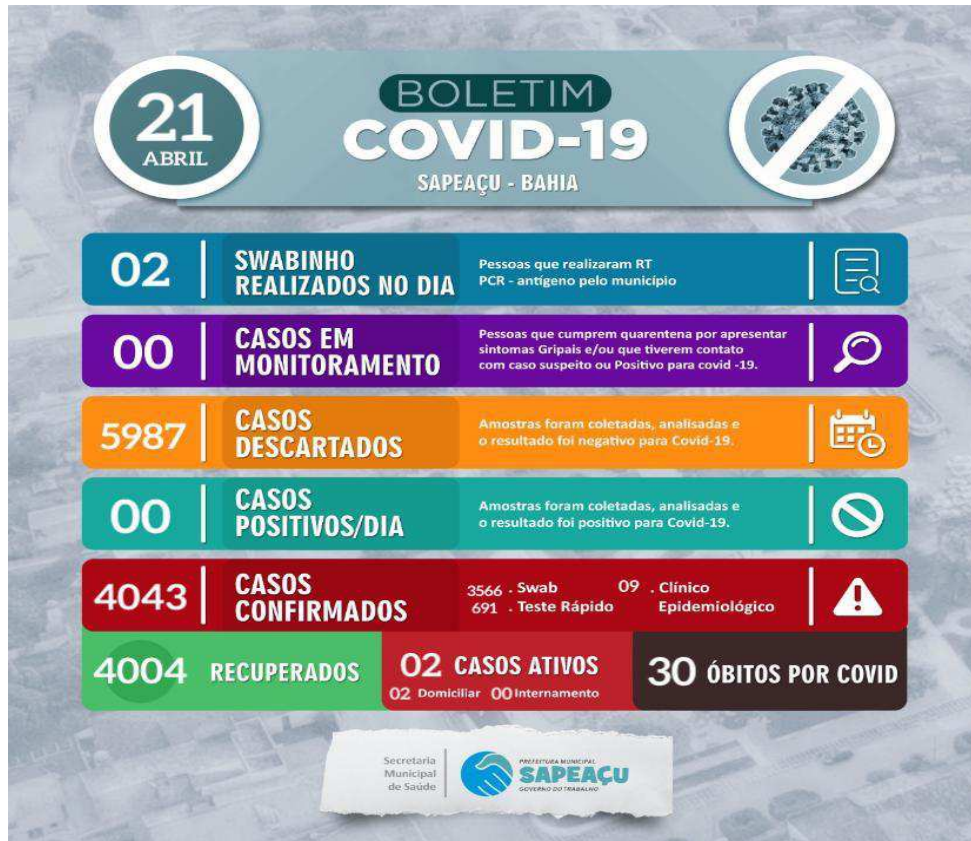 21
ABRIL
BOLETIM
COVID-19
SAPEAÇU - BAHIA
02
SWABINHO
REALIZADOS NO DIA
Pessoas que realizaram RT
PCR - antígeno pelo município
00
CASOS EM
MONITORAMENTO
Pessoas que cumprem quarentena por apresentar
sintomas Gripais e/ou que tiverem contato
com caso suspeito ou Positivo para covid -19.
5987
CASOS
DESCARTADOS
Amostras foram coletadas, analisadas e
o resultado foi negativo para Covid-19.
00
CASOS
POSITIVOS/DIA
Amostras foram coletadas, analisadas e
o resultado foi positivo para Covid-19.
4043
CASOS
CONFIRMADOS
3566 . Swab 09 . Clínico
691 . Teste Rápido Epidemiológico
4004 RECUPERADOS
02 CASOS ATIVOS
02 Domiciliar 00 Internamento
30 ÓBITOS POR COVID
Secretaria
Municipal
de Saúde
PREFEITURA MUNICIPAL
SAPEAÇU
GOVERNO DO TRABALHO